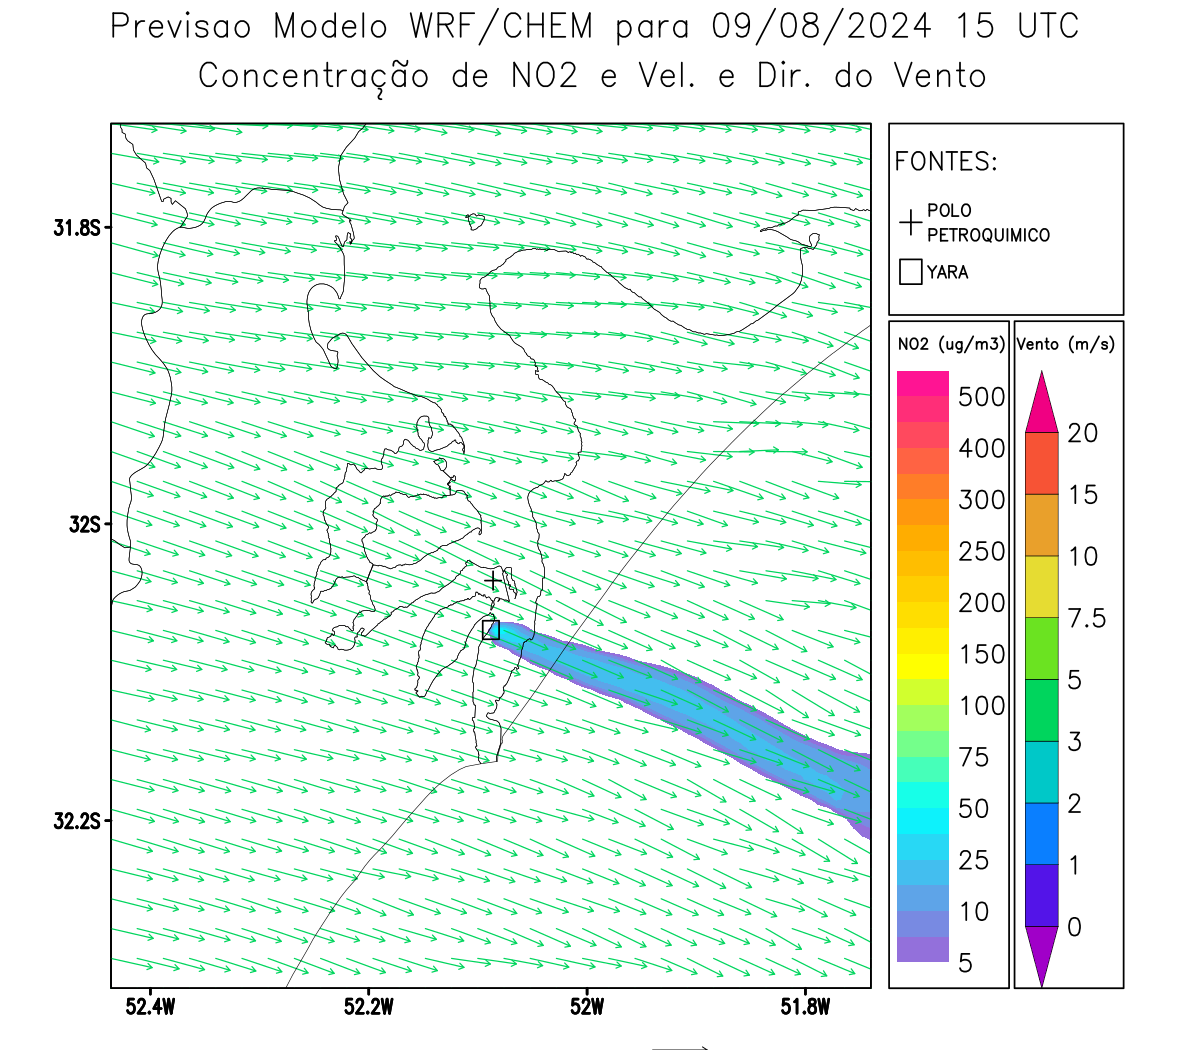 Previsao Modelo WRF/CHEM para 09/08/2024 15 UTC
Concentração de NO2 e Vel. e Dir. do Vento
FONTES:
POLO
PETROQUIMICO
YARA
31.8S
32S
32.2S
52.4W
52.2W
52W
51.8W
NO2 (ug/m3)
500
400
300
250
200
150
100
75
50
25
10
5
Vento (m/s)
20
15
10
7.5
5
3
2
1
0